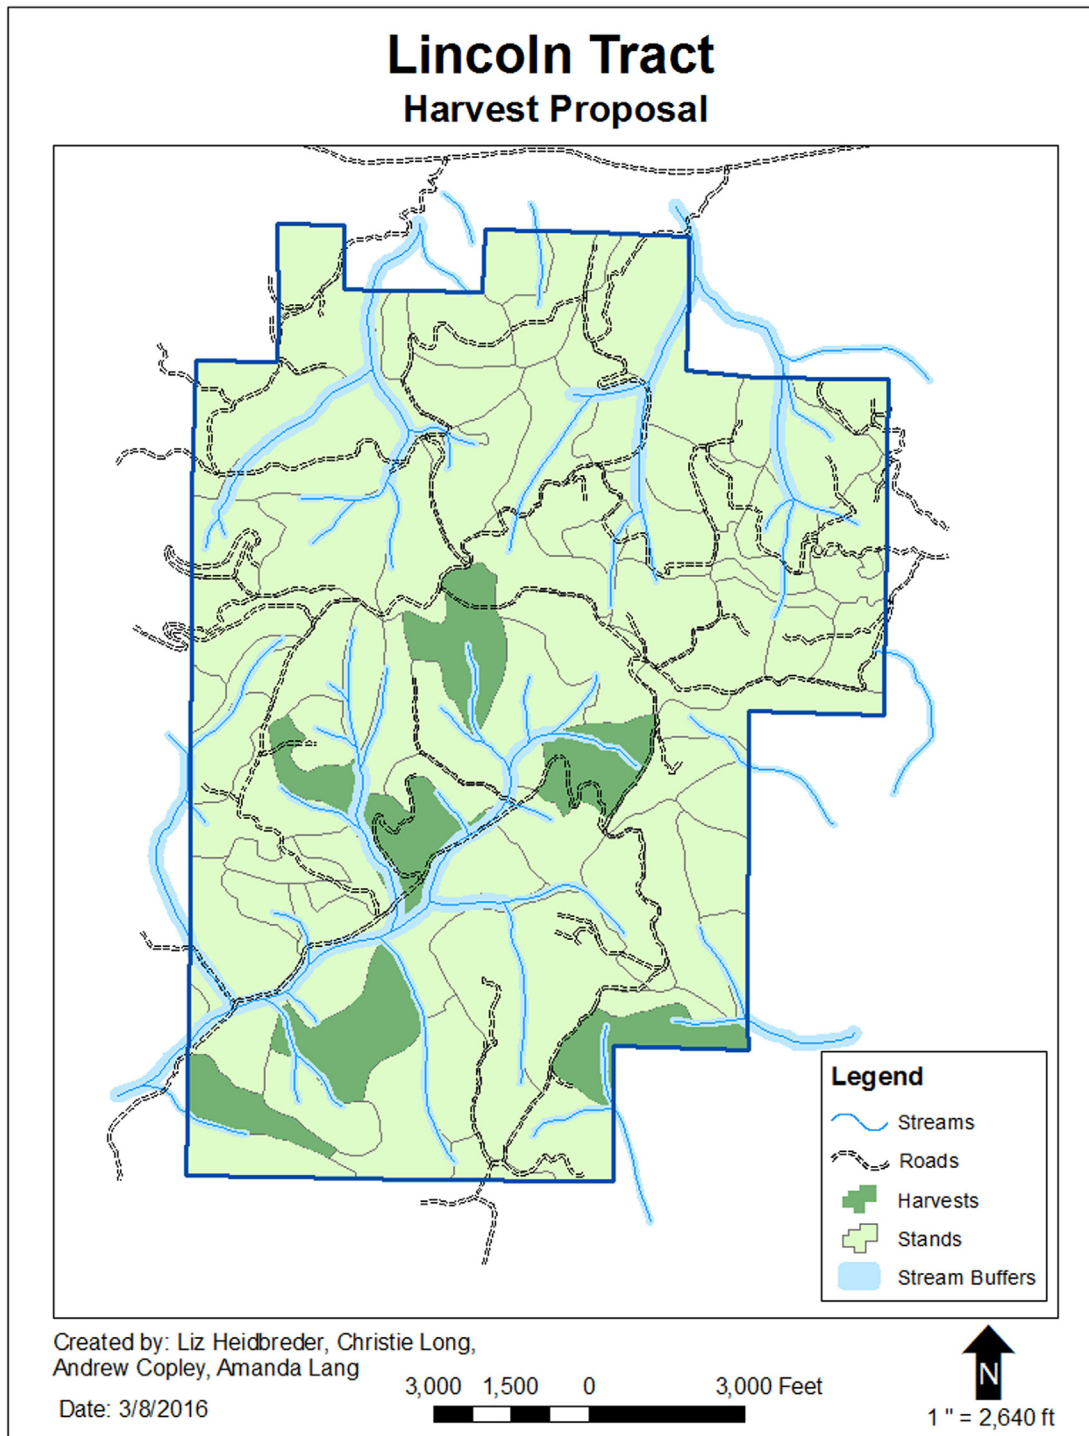 Lincoln Tract
Harvest Proposal
Legend
Streams
Roads
Harvests
Stands
Stream Buffers
Created by: Liz Heidbreder, Christie Long,
Andrew Copley, Amanda Lang
Date: 3/8/2016
3,000 1,500 0 3,000 Feet
N
1 " = 2,640 ft